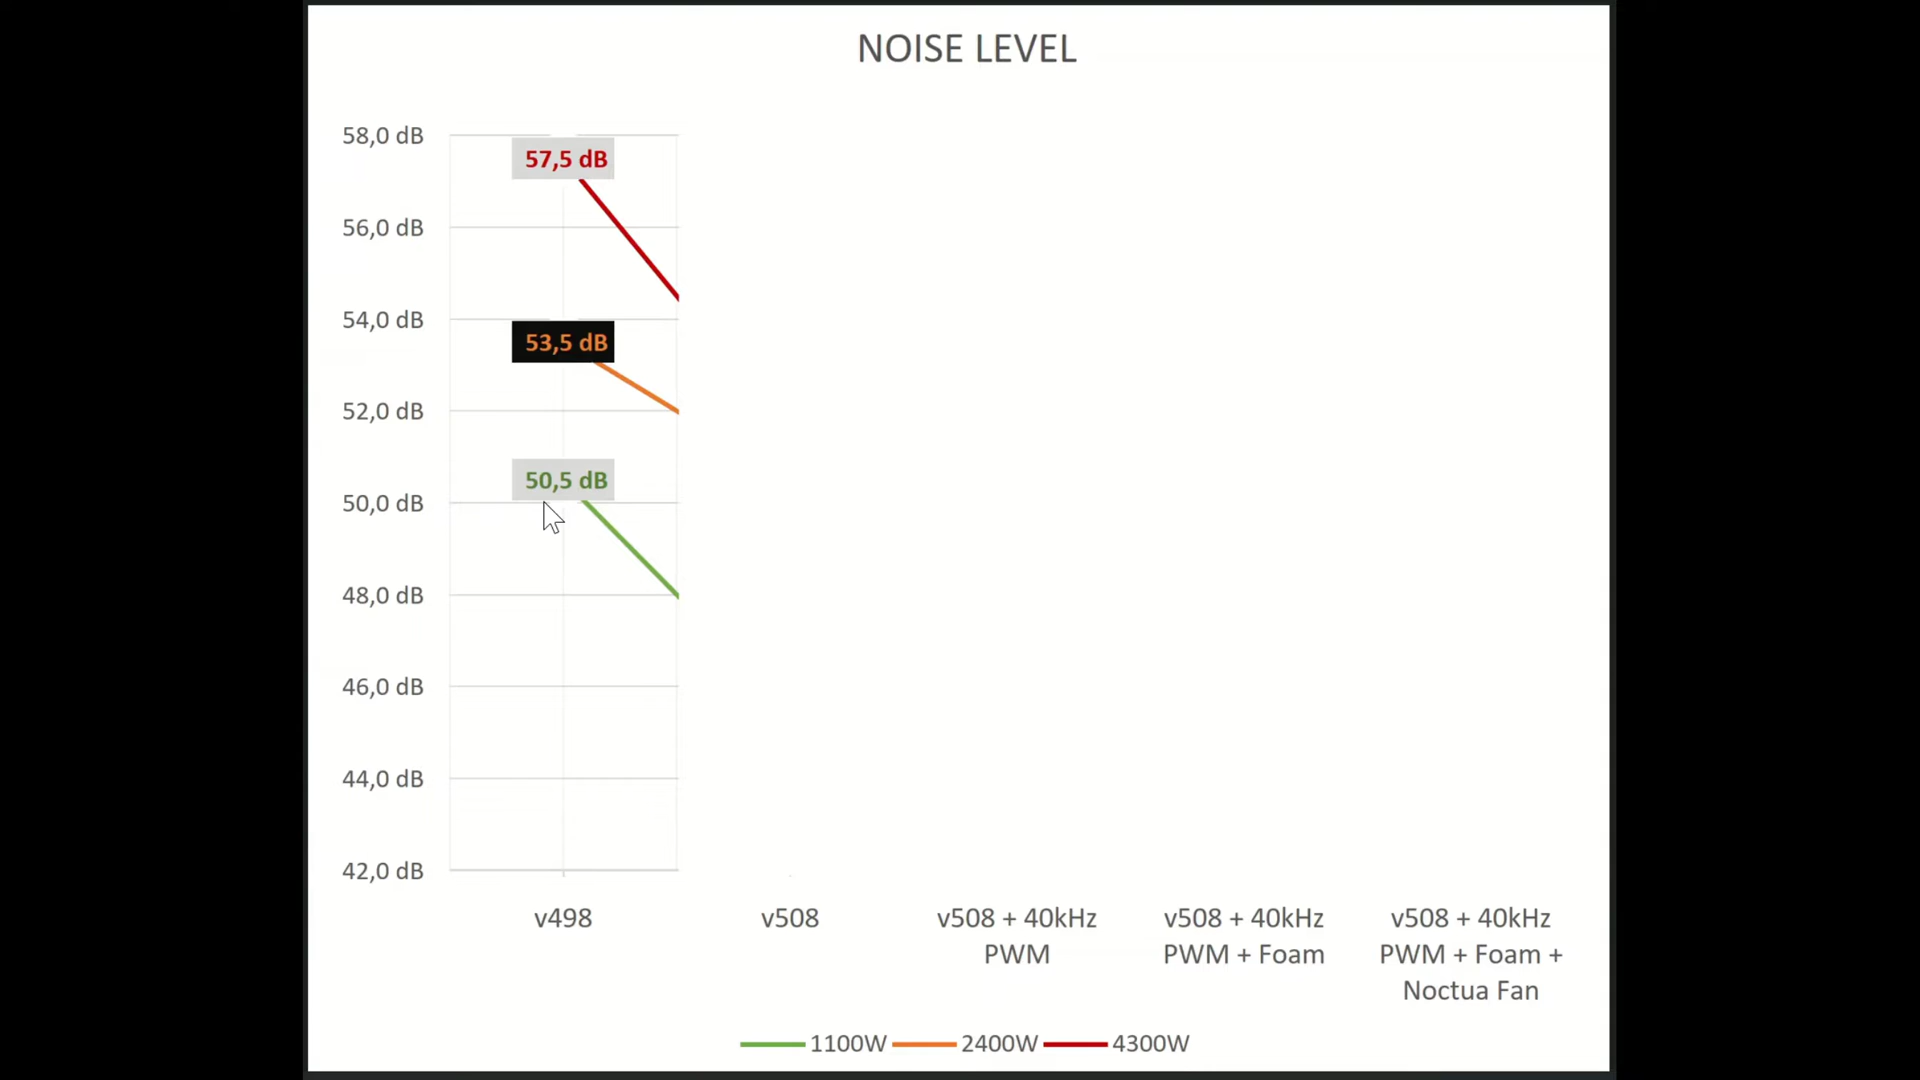 NOISE LEVEL
58,0 dB
57,5 dB
56,0 dB
54,0 dB
53,5 dB
52,0 dB
50,5 dB
50,0 dB
48,0 dB
46,0 dB
44,0 dB
42,0 dB
v498
v508
v508 + 40kHz
PWM
v508 + 40kHz
PWM + Foam
v508 + 40kHz
PWM + Foam +
Noctua Fan
1100W 2400W 4300W